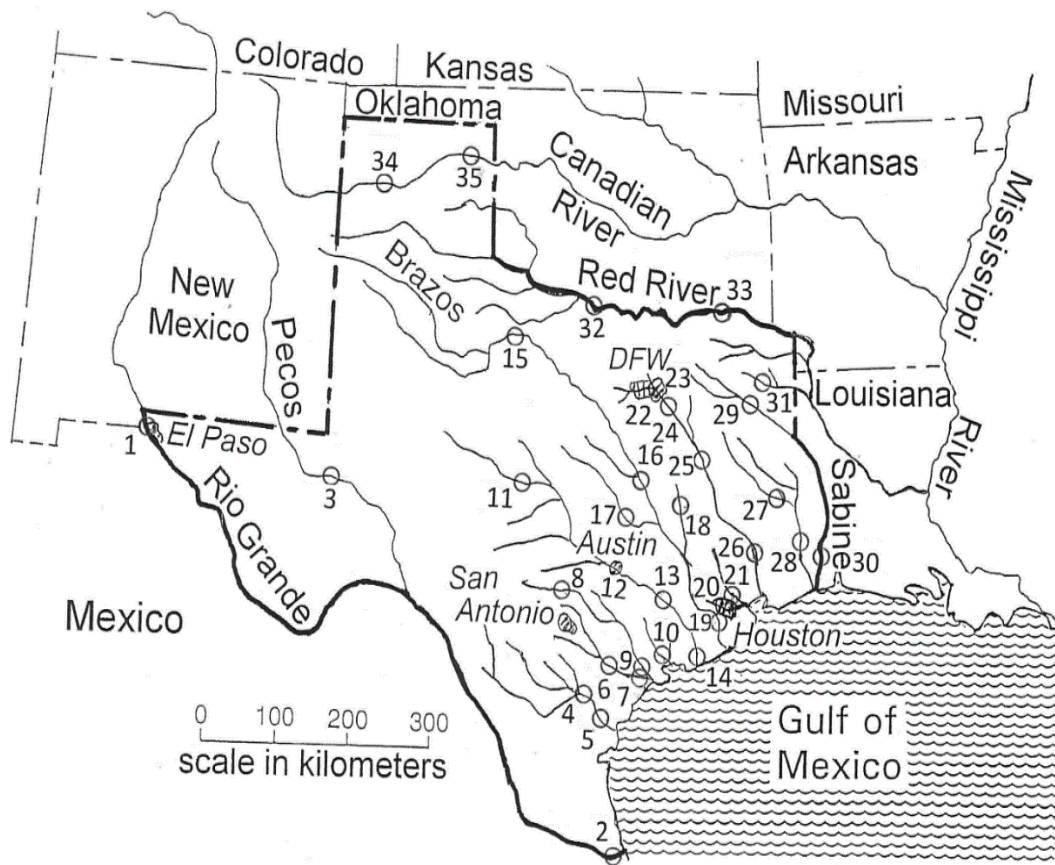 Colorado
Kansas
Missouri
Oklahoma
Arkansas
34
35
Canadian
River
Mississippi
River
New
Mexico
Pecos
Brazos
Red River
33
32
15
DFW
23
22
24
31
29
Louisiana
1
El Paso
3
Rio Grande
16
25
11
17
18
27
Sabine
Austin
26
28
30
San
Antonio
8
12
13
20
21
19
Houston
Mexico
10
9
14
6
7
4
5
0 100 200 300
scale in kilometers
Gulf of
Mexico
2